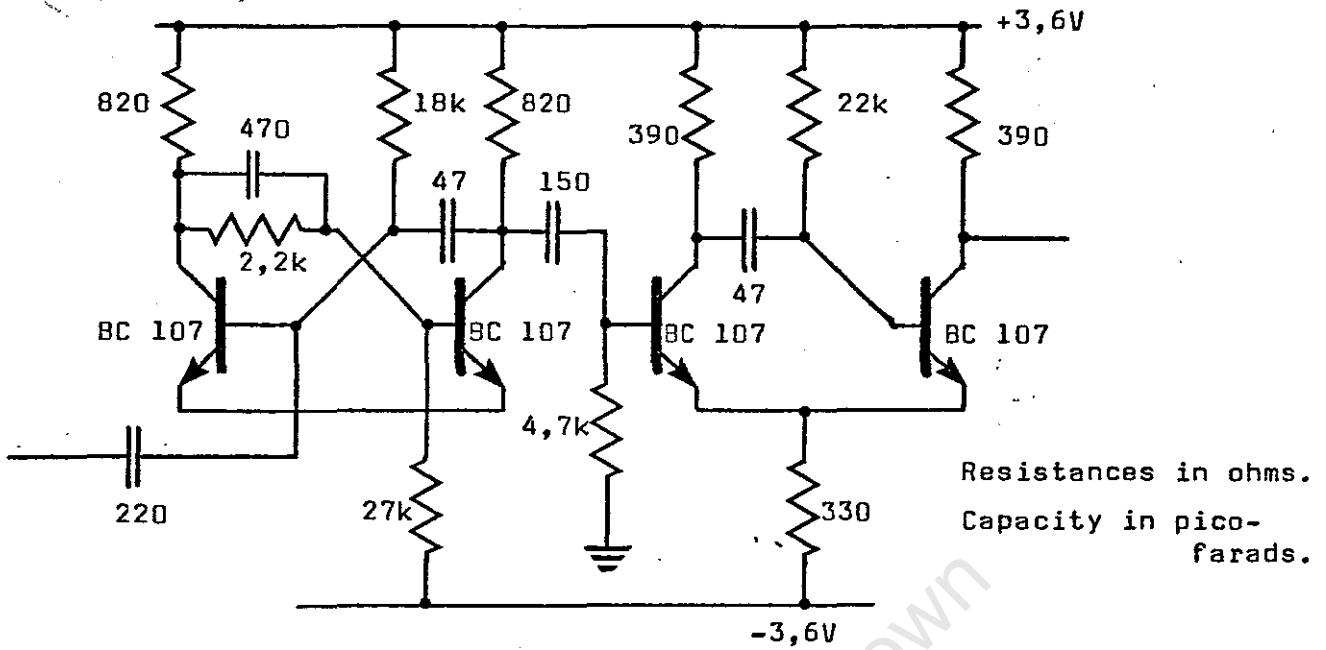 +3,6V
820
18k
820
390
22k
390
470
47
150
2,2k
47
BC 107
BC 107
BC 107
BC 107
4,7k
220
27k
330
Resistances in ohms.
Capacity in pico-
farads.
-3,6V
own